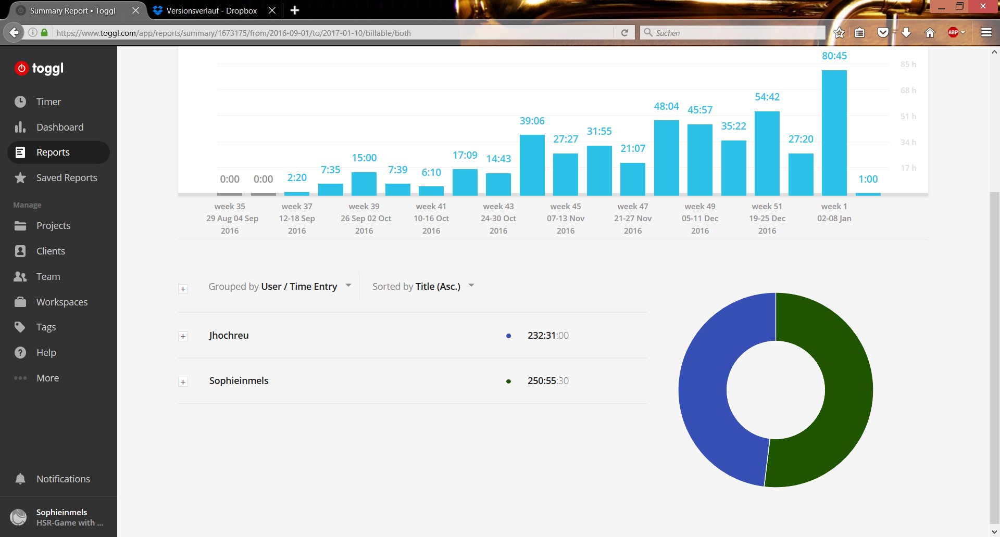 Summary Report • Toggl
Versionsverlauf - Dropbox
https://www.toggl.com/app/reports/summary/1673175/from/2016-09-01/to/2017-01-10/billable/both
Suchen
ABP
toggl
Timer
Dashboard
Reports
Saved Reports
Manage
Projects
Clients
Team
Workspaces
Tags
Help
More
Notifications
Sophieinmels
HSR-Game with ...
85 h
68 h
51 h
34 h
17 h
0:00 0:00 2:20 7:35 15:00 7:39 6:10 17:09 14:43 39:06 27:27 31:55 21:07 48:04 45:57 35:22 54:42 27:20 80:45 1:00
week 35 week 37 week 39 week 41 week 43 week 45 week 47 week 49 week 51 week 1
29 Aug 04 Sep 12-18 Sep 26 Sep 02 Oct 10-16 Oct 24-30 Oct 07-13 Nov 21-27 Nov 05-11 Dec 19-25 Dec 02-08 Jan
2016 2016 2016 2016 2016 2016 2016 2016 2016
+ Grouped by User / Time Entry Sorted by Title (Asc.)
+ Jhochreu 232:31:00
+ Sophieinmels 250:55:30